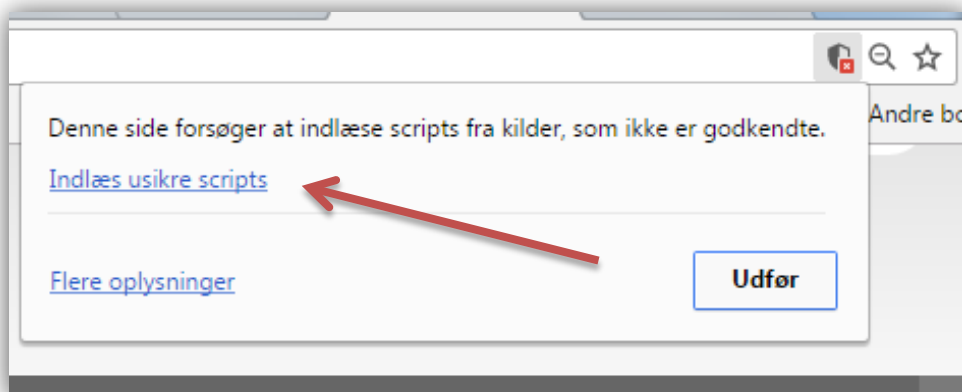 Denne side forsøger at indlæse scripts fra kilder, som ikke er godkendte.
Andre bo
Indlæs usikre scripts
Flere oplysninger
Udfør